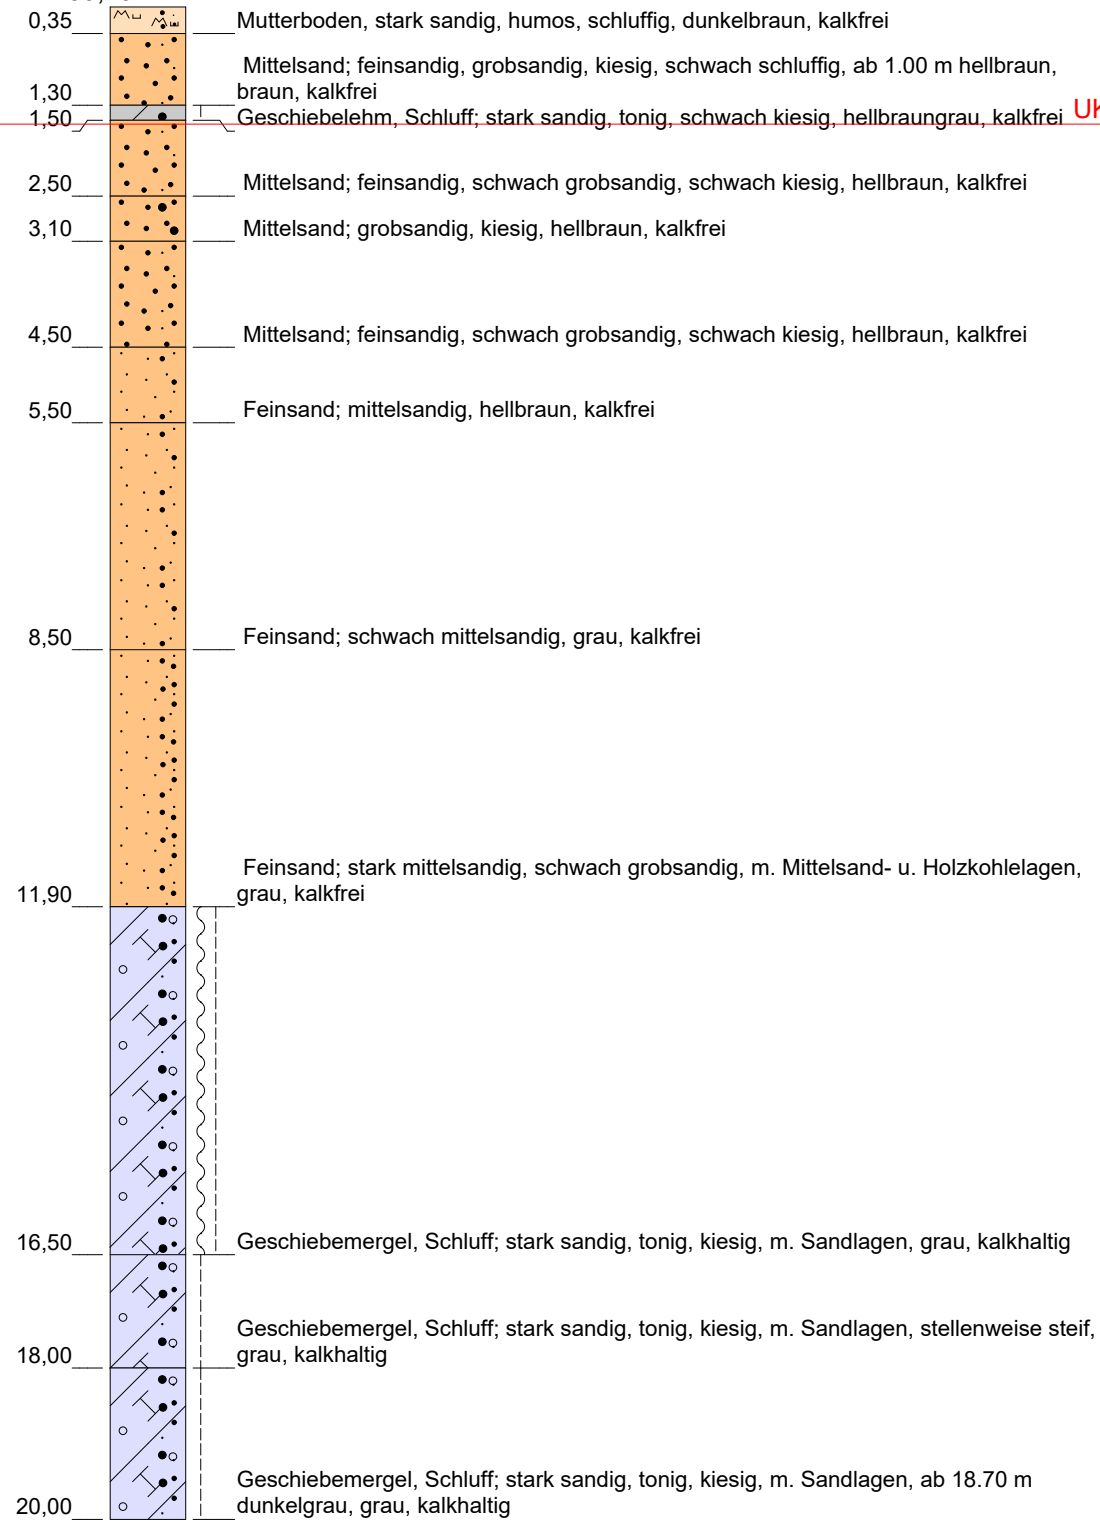 0,35 Mutterboden, stark sandig, humos, schluffig, dunkelbraun, kalkfrei
Mittelsand; feinsandig, grobsandig, kiesig, schwach schluffig, ab 1.00 m hellbraun,
1,30 braun, kalkfrei
1,50 Geschiebelehm, Schluff; stark sandig, tonig, schwach kiesig, hellbraungrau, kalkfrei
2,50 Mittelsand; feinsandig, schwach grobsandig, schwach kiesig, hellbraun, kalkfrei
3,10 Mittelsand; grobsandig, kiesig, hellbraun, kalkfrei
4,50 Mittelsand; feinsandig, schwach grobsandig, schwach kiesig, hellbraun, kalkfrei
5,50 Feinsand; mittelsandig, hellbraun, kalkfrei
8,50 Feinsand; schwach mittelsandig, grau, kalkfrei
Feinsand; stark mittelsandig, schwach grobsandig, m. Mittelsand- u. Holzkohlelagen,
11,90 grau, kalkfrei
16,50 Geschiebemergel, Schluff; stark sandig, tonig, kiesig, m. Sandlagen, grau, kalkhaltig
Geschiebemergel, Schluff; stark sandig, tonig, kiesig, m. Sandlagen, stellenweise steif,
18,00 grau, kalkhaltig
Geschiebemergel, Schluff; stark sandig, tonig, kiesig, m. Sandlagen, ab 18.70 m
20,00 dunkelgrau, grau, kalkhaltig